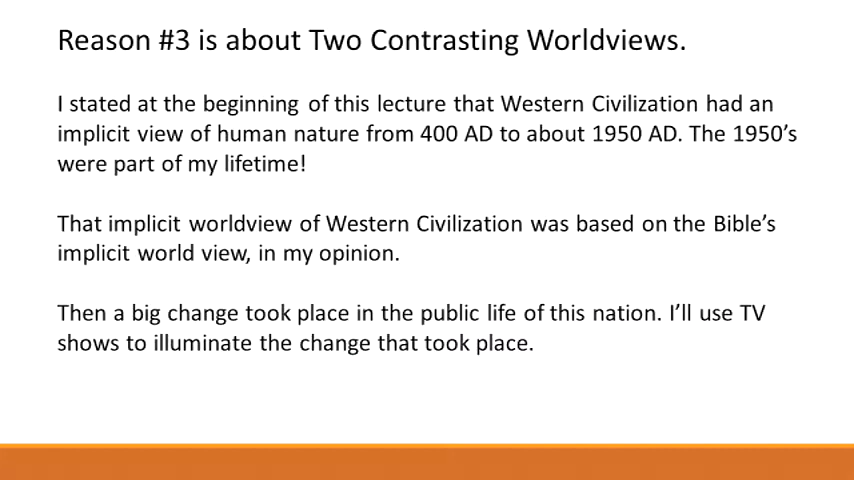 Reason #3 is about Two Contrasting Worldviews.
I stated at the beginning of this lecture that Western Civilization had an
implicit view of human nature from 400 AD to about 1950 AD. The 1950’s
were part of my lifetime!
That implicit worldview of Western Civilization was based on the Bible’s
implicit world view, in my opinion.
Then a big change took place in the public life of this nation. I’ll use TV
shows to illuminate the change that took place.